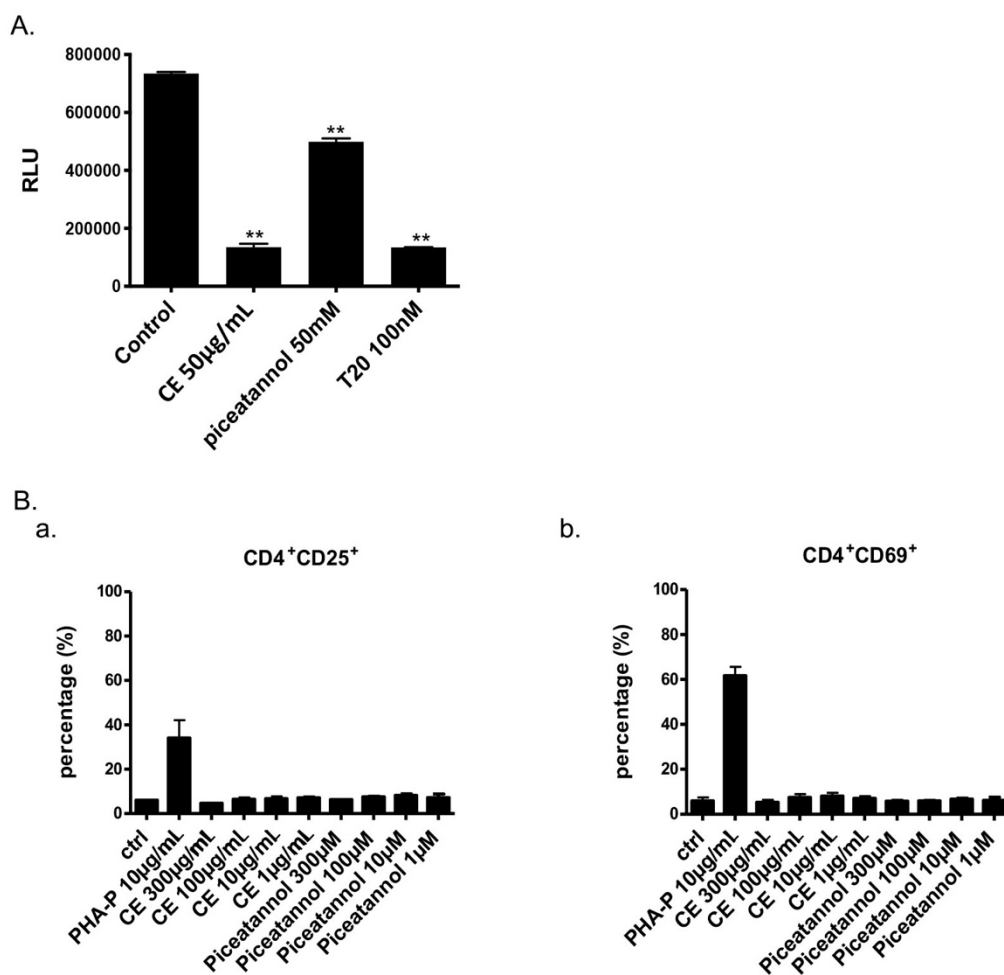 A.
RLU
800000
600000
400000
200000
0
**
**
**
Control
CE 50µg/mL
piceatannol 50mM
T20 100nM
B.
a.
CD4+CD25+
percentage (%)
100
80
60
40
20
0
ctrl
PHA-P 10µg/mL
CE 300µg/mL
CE 100µg/mL
CE 10µg/mL
CE 1µg/mL
Piceatannol 300µM
Piceatannol 100µM
Piceatannol 10µM
Piceatannol 1µM
b.
CD4+CD69+
percentage (%)
100
80
60
40
20
0
ctrl
PHA-P 10µg/mL
CE 300µg/mL
CE 100µg/mL
CE 10µg/mL
CE 1µg/mL
Piceatannol 300µM
Piceatannol 100µM
Piceatannol 10µM
Piceatannol 1µM